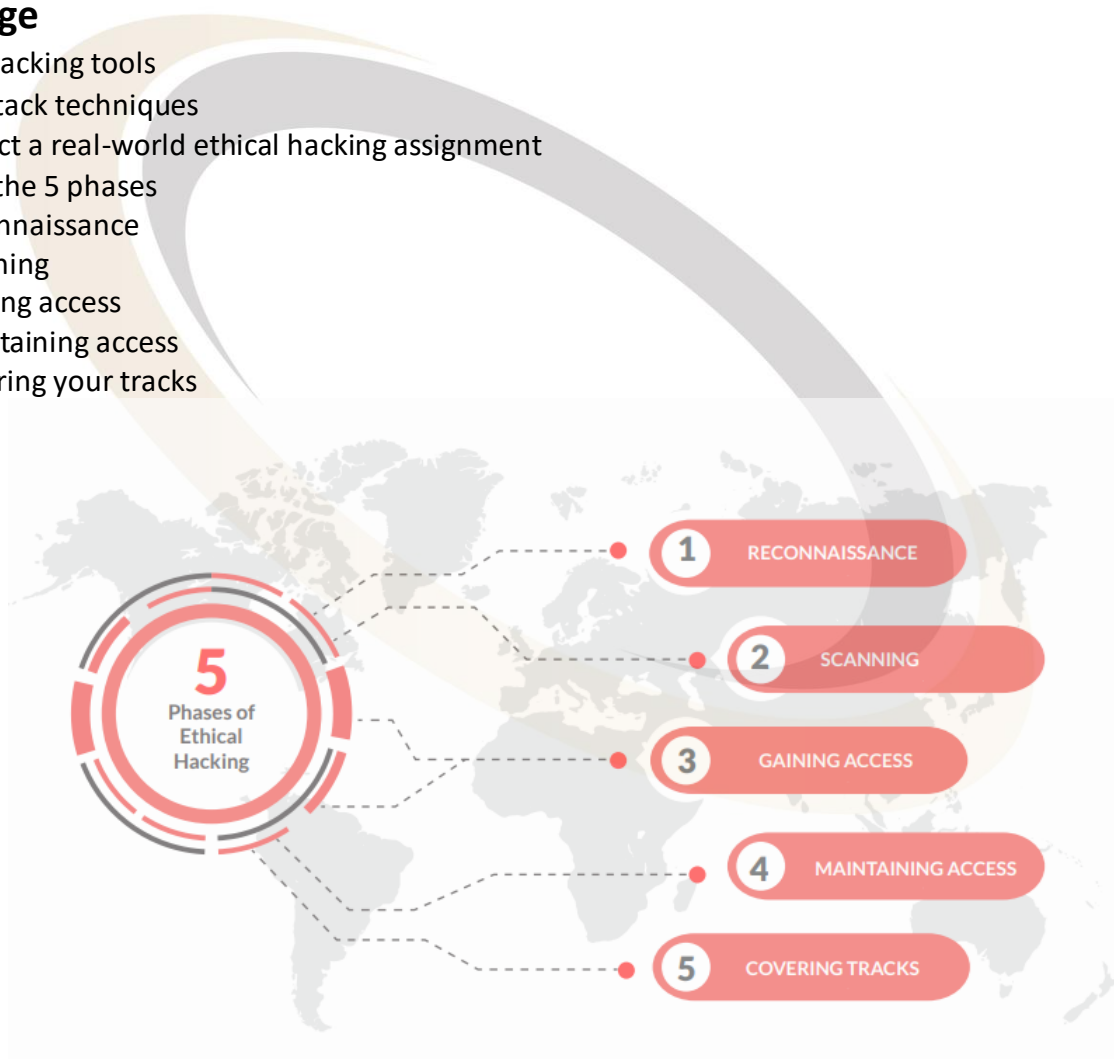 ge
acking tools
tack techniques
ct a real-world ethical hacking assignment
the 5 phases
nnaissance
ning
ng access
taining access
ring your tracks
5
Phases of
Ethical
Hacking
1 RECONNAISSANCE
2 SCANNING
3 GAINING ACCESS
4 MAINTAINING ACCESS
5 COVERING TRACKS